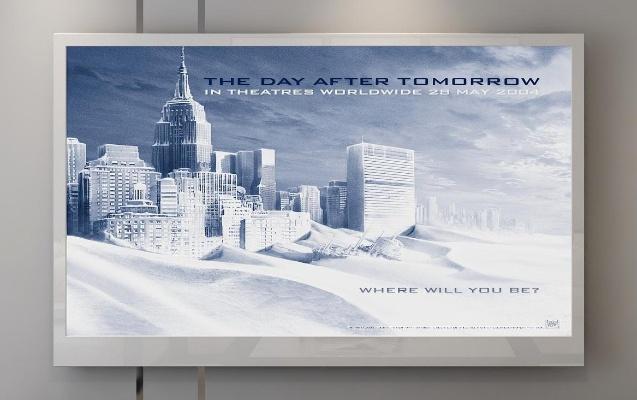 THE DAY AFTER TOMORROW
IN THEATRES WORLDWIDE 28 MAY 2004
WHERE WILL YOU BE?